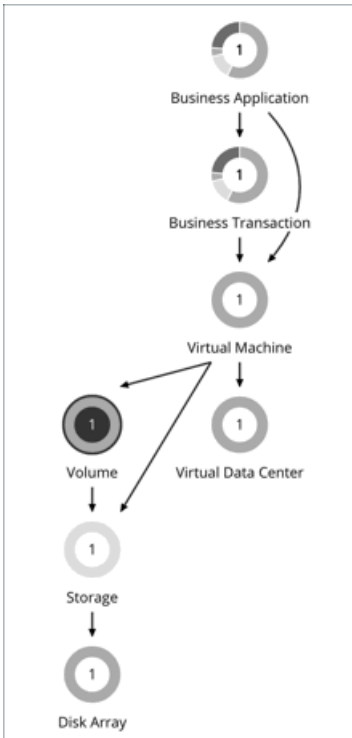 1
Business Application
1
Business Transaction
1
Virtual Machine
1
Volume
1
Virtual Data Center
1
Storage
1
Disk Array